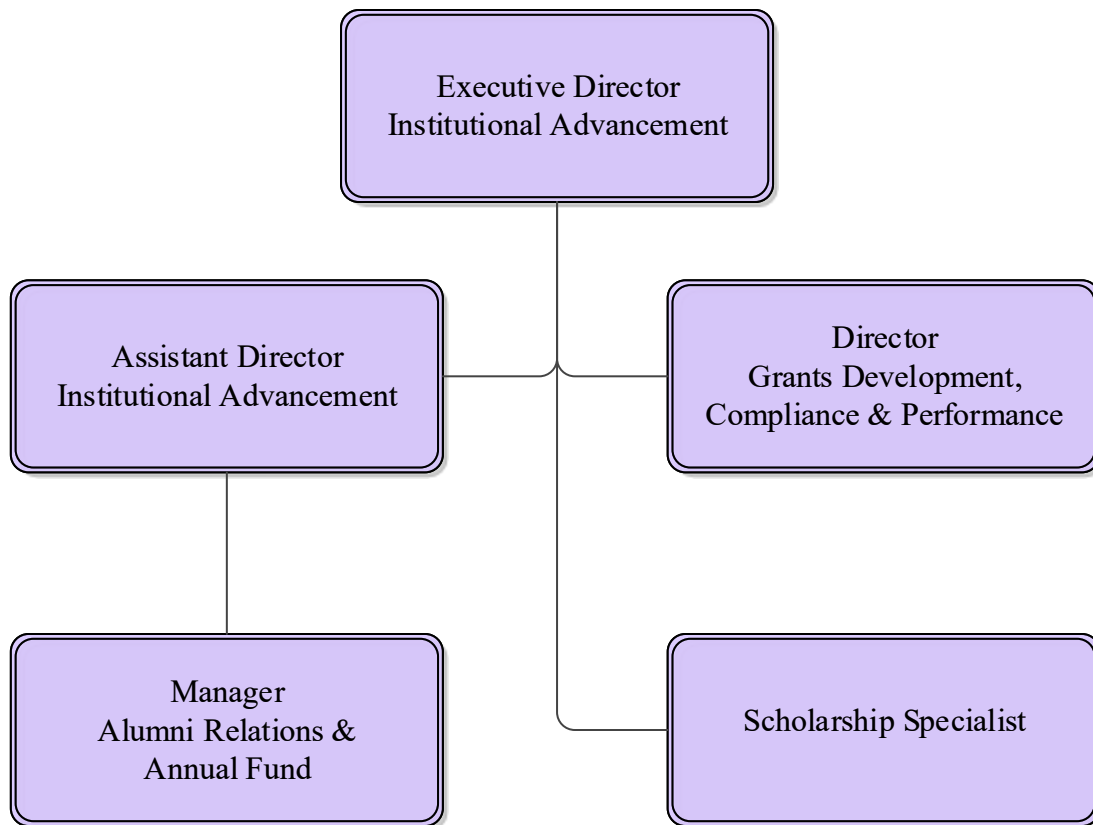 Executive Director
Institutional Advancement
Assistant Director
Institutional Advancement
Director
Grants Development,
Compliance & Performance
Manager
Alumni Relations &
Annual Fund
Scholarship Specialist